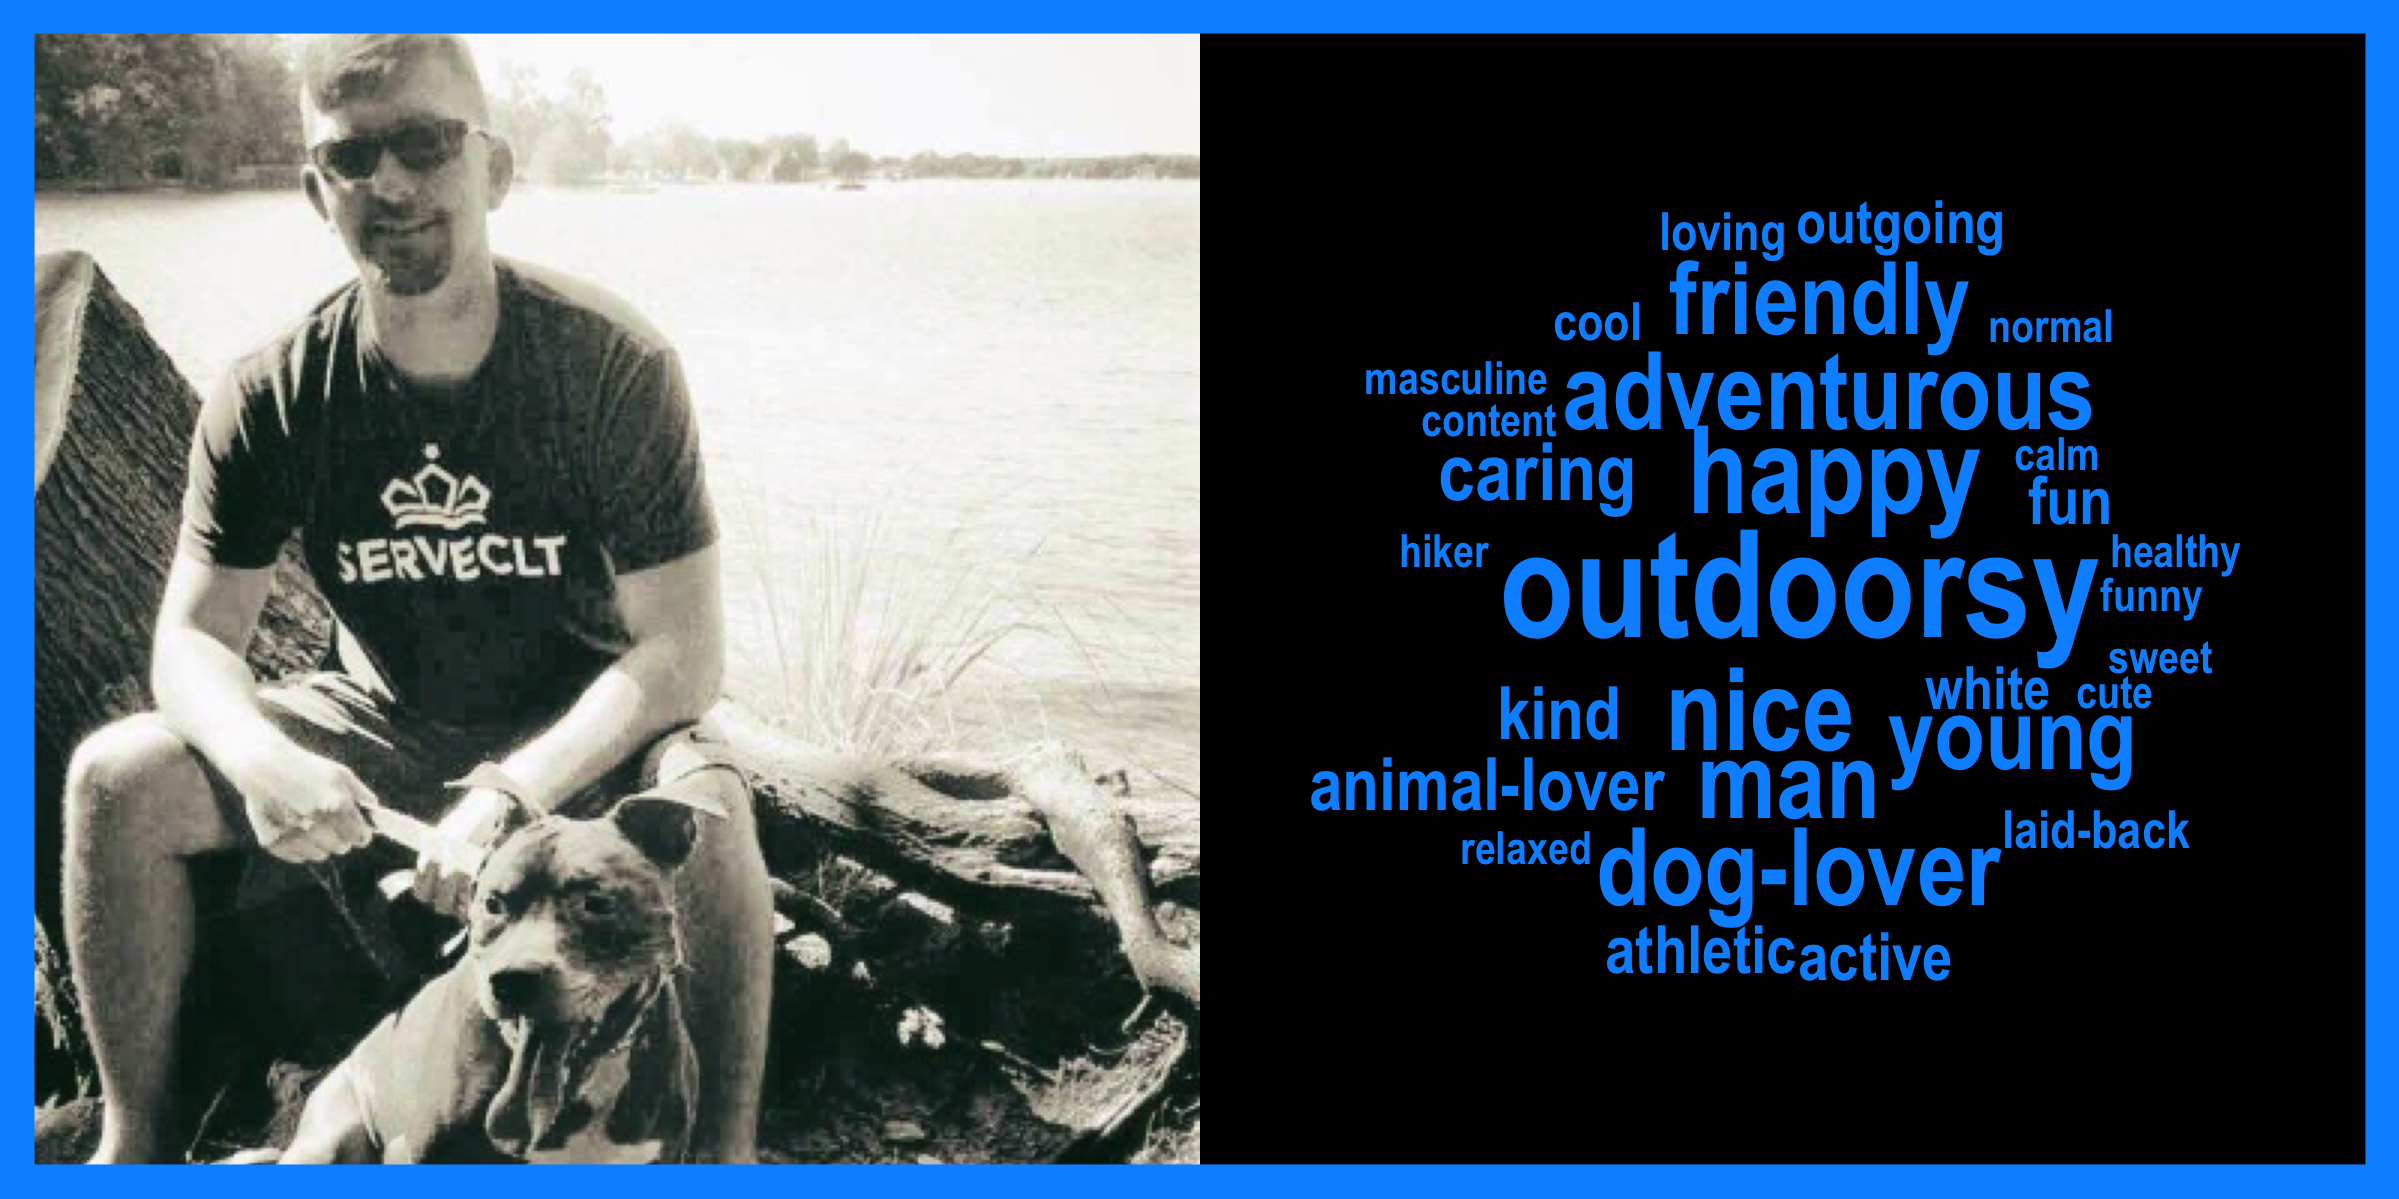 SERVECLT
loving outgoing
friendly
cool normal
masculine adventurous
content
caring happy calm
fun
hiker outdoorsy healthy
funny
sweet
kind nice white cute
young
animal-lover man
relaxed dog-lover laid-back
athletic active